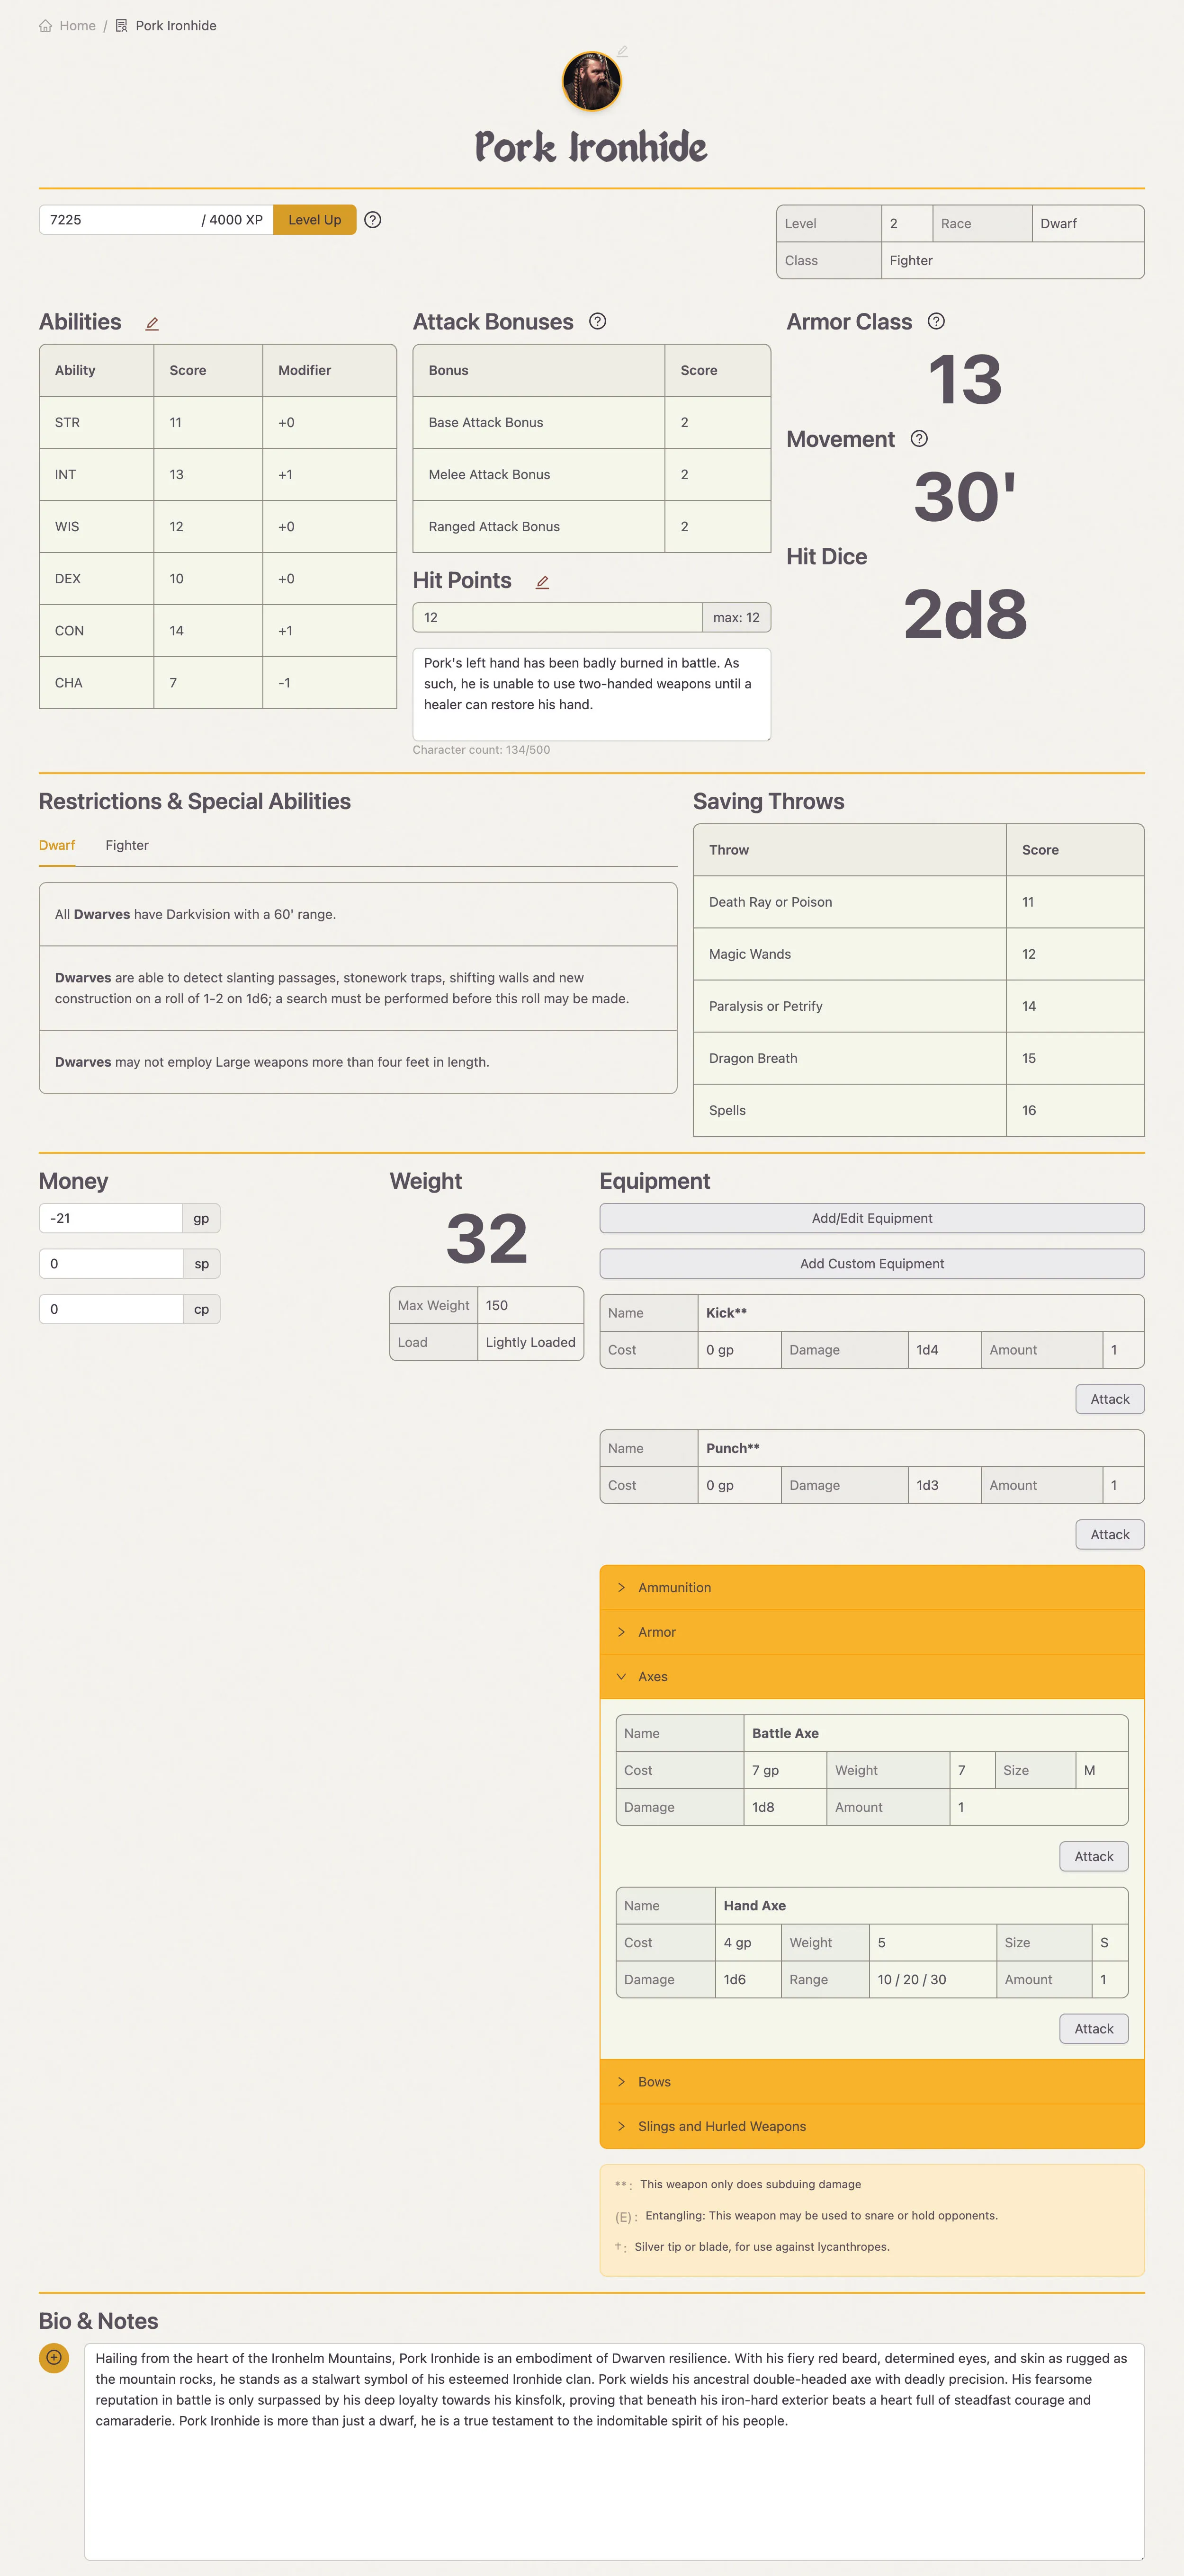 Home / Pork Ironhide
Pork Ironhide
7225 / 4000 XP Level Up
Level 2 Race Dwarf
Class Fighter
Abilities
Ability Score Modifier
STR 11 +0
INT 13 +1
WIS 12 +0
DEX 10 +0
CON 14 +1
CHA 7 -1
Attack Bonuses
Bonus Score
Base Attack Bonus 2
Melee Attack Bonus 2
Ranged Attack Bonus 2
Hit Points
12 max: 12
Pork's left hand has been badly burned in battle. As
such, he is unable to use two-handed weapons until a
healer can restore his hand.
Character count: 134/500
Armor Class
13
Movement
30'
Hit Dice
2d8
Restrictions & Special Abilities
Dwarf Fighter
All Dwarves have Darkvision with a 60' range.
Dwarves are able to detect slanting passages, stonework traps, shifting walls and new
construction on a roll of 1-2 on 1d6; a search must be performed before this roll may be made.
Dwarves may not employ Large weapons more than four feet in length.
Saving Throws
Throw Score
Death Ray or Poison 11
Magic Wands 12
Paralysis or Petrify 14
Dragon Breath 15
Spells 16
Money
-21 gp
0 sp
0 cp
Weight
32
Max Weight 150
Load Lightly Loaded
Equipment
Add/Edit Equipment
Add Custom Equipment
Name Kick**
Cost 0 gp Damage 1d4 Amount 1
Attack
Name Punch**
Cost 0 gp Damage 1d3 Amount 1
Attack
Ammunition
Armor
Axes
Name Battle Axe
Cost 7 gp Weight 7 Size M
Damage 1d8 Amount 1
Attack
Name Hand Axe
Cost 4 gp Weight 5 Size S
Damage 1d6 Range 10 / 20 / 30 Amount 1
Attack
Bows
Slings and Hurled Weapons
**: This weapon only does subduing damage
(E): Entangling: This weapon may be used to snare or hold opponents.
†: Silver tip or blade, for use against lycanthropes.
Bio & Notes
Hailing from the heart of the Ironhelm Mountains, Pork Ironhide is an embodiment of Dwarven resilience. With his fiery red beard, determined eyes, and skin as rugged as
the mountain rocks, he stands as a stalwart symbol of his esteemed Ironhide clan. Pork wields his ancestral double-headed axe with deadly precision. His fearsome
reputation in battle is only surpassed by his deep loyalty towards his kinsfolk, proving that beneath his iron-hard exterior beats a heart full of steadfast courage and
camaraderie. Pork Ironhide is more than just a dwarf, he is a true testament to the indomitable spirit of his people.